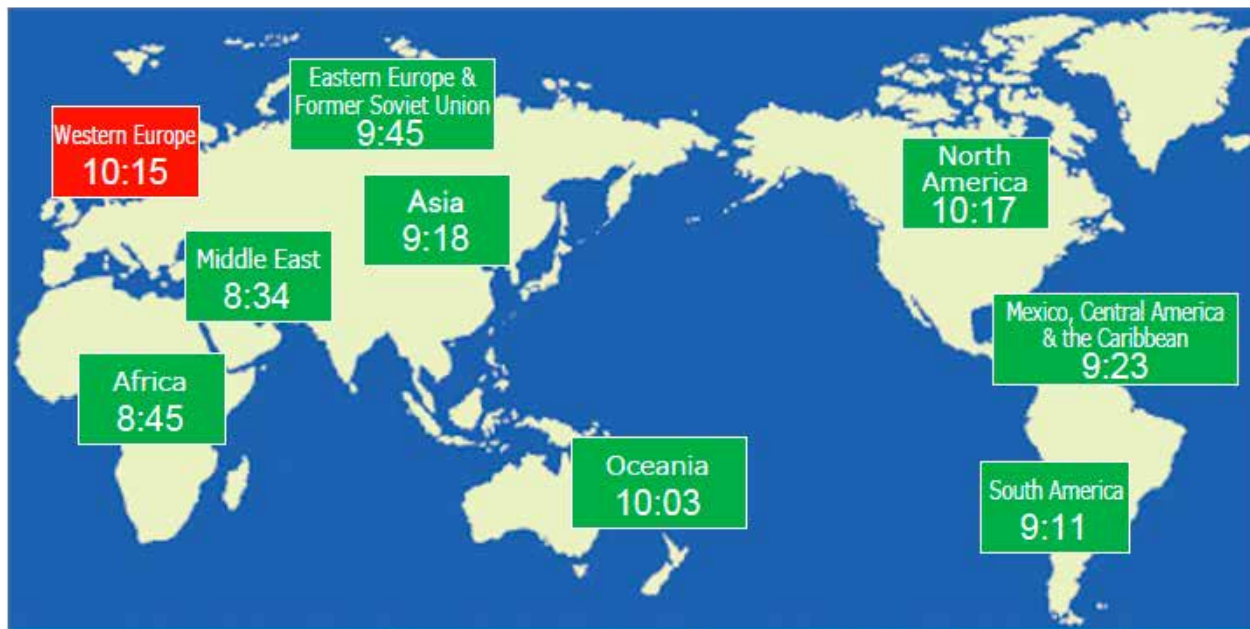 Eastern Europe &
Former Soviet Union
9:45
Western Europe
10:15
North
America
10:17
Asia
9:18
Middle East
8:34
Mexico, Central America
& the Caribbean
9:23
Africa
8:45
Oceania
10:03
South America
9:11